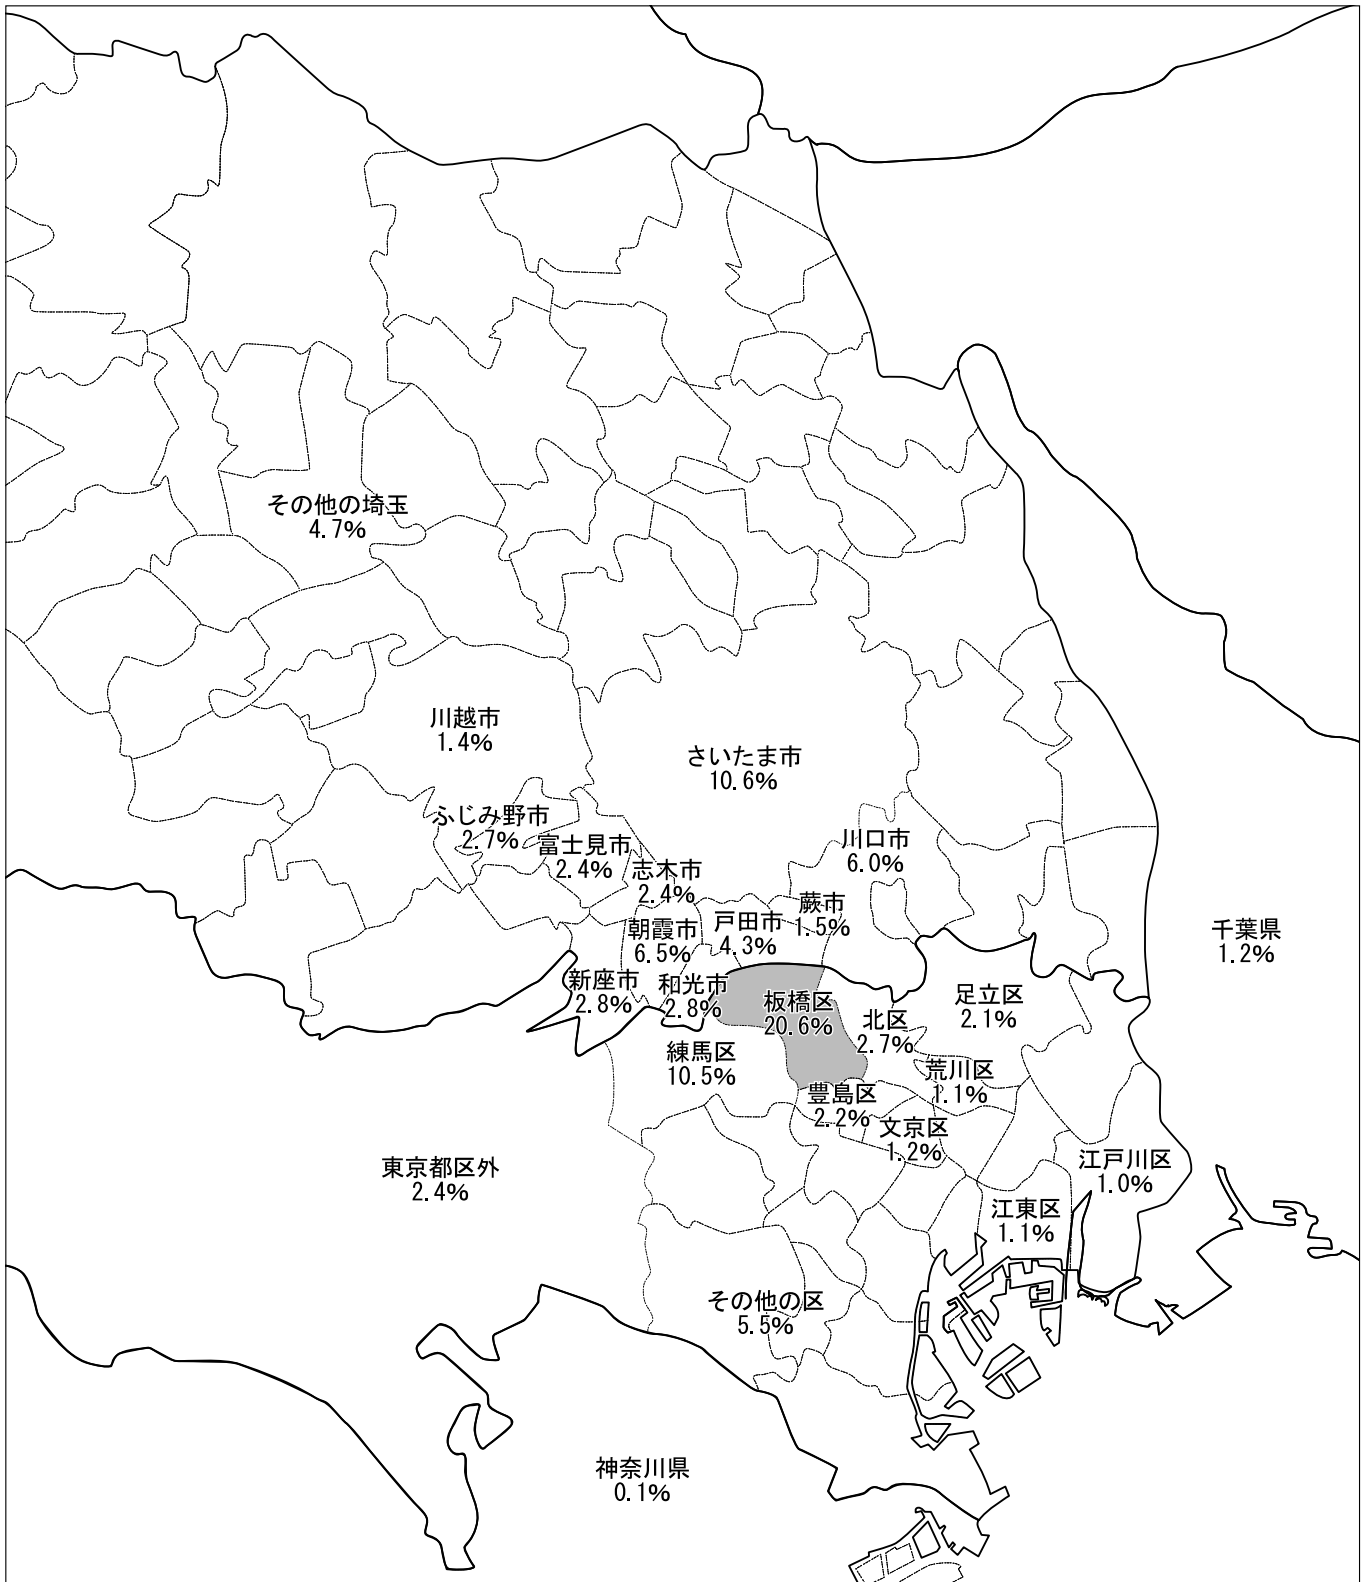 その他の埼玉
4.7%
川越市
1.4%
さいたま市
10.6%
ふじみ野市
2.7%
富士見市
2.4%
川口市
6.0%
志木市
2.4%
蕨市
1.5%
戸田市
4.3%
朝霞市
6.5%
千葉県
1.2%
新座市
2.8%
和光市
2.8%
板橋区
20.6%
足立区
2.1%
北区
2.7%
練馬区
10.5%
荒川区
1.1%
豊島区
2.2%
文京区
1.2%
東京都区外
2.4%
江戸川区
1.0%
江東区
1.1%
その他の区
5.5%
神奈川県
0.1%